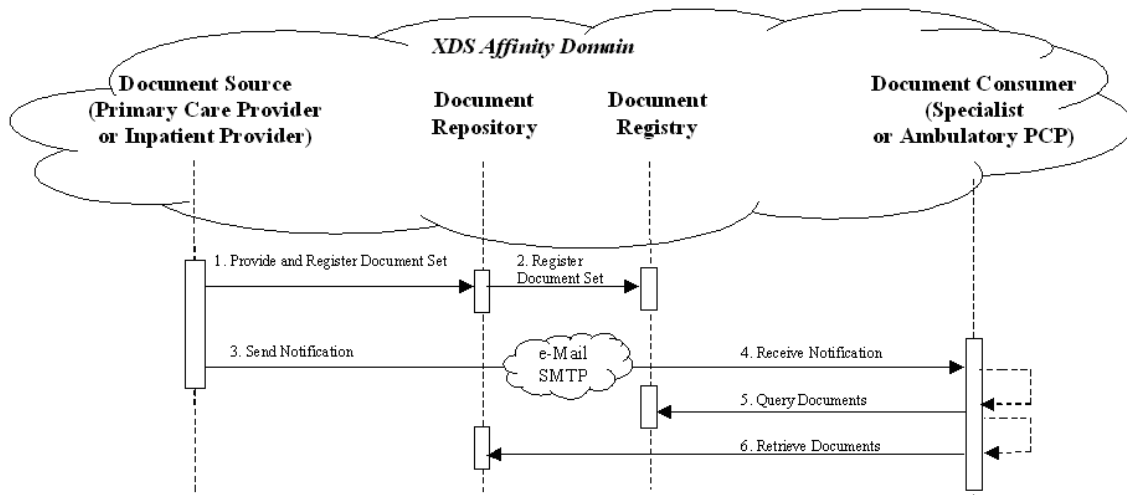 XDS Affinity Domain
Document Source
(Primary Care Provider
or Inpatient Provider)
Document
Repository
Document
Registry
Document Consumer
(Specialist
or Ambulatory PCP)
1. Provide and Register Document Set
2. Register
Document Set
3. Send Notification
e-Mail
SMTP
4. Receive Notification
5. Query Documents
6. Retrieve Documents